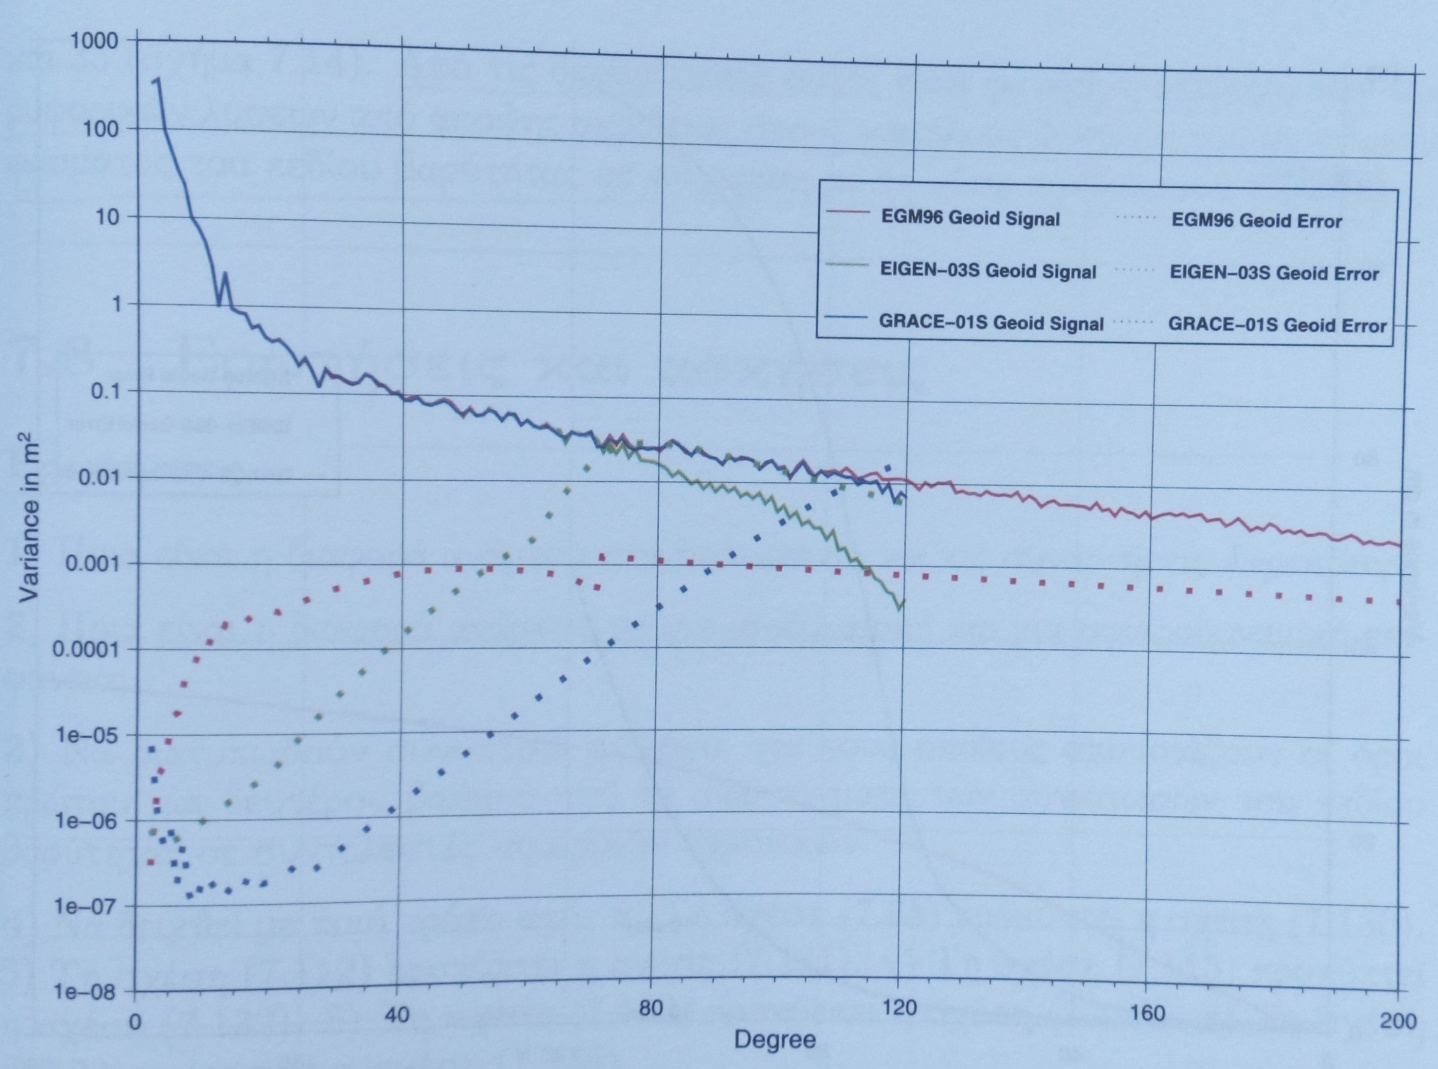 1000
100
10
1
0.1
0.01
0.001
0.0001
1e−05
1e−06
1e−07
1e−08
Variance in m²
EGM96 Geoid Signal EGM96 Geoid Error
EIGEN−03S Geoid Signal EIGEN−03S Geoid Error
GRACE−01S Geoid Signal GRACE−01S Geoid Error
0 40 80 120 160 200
Degree